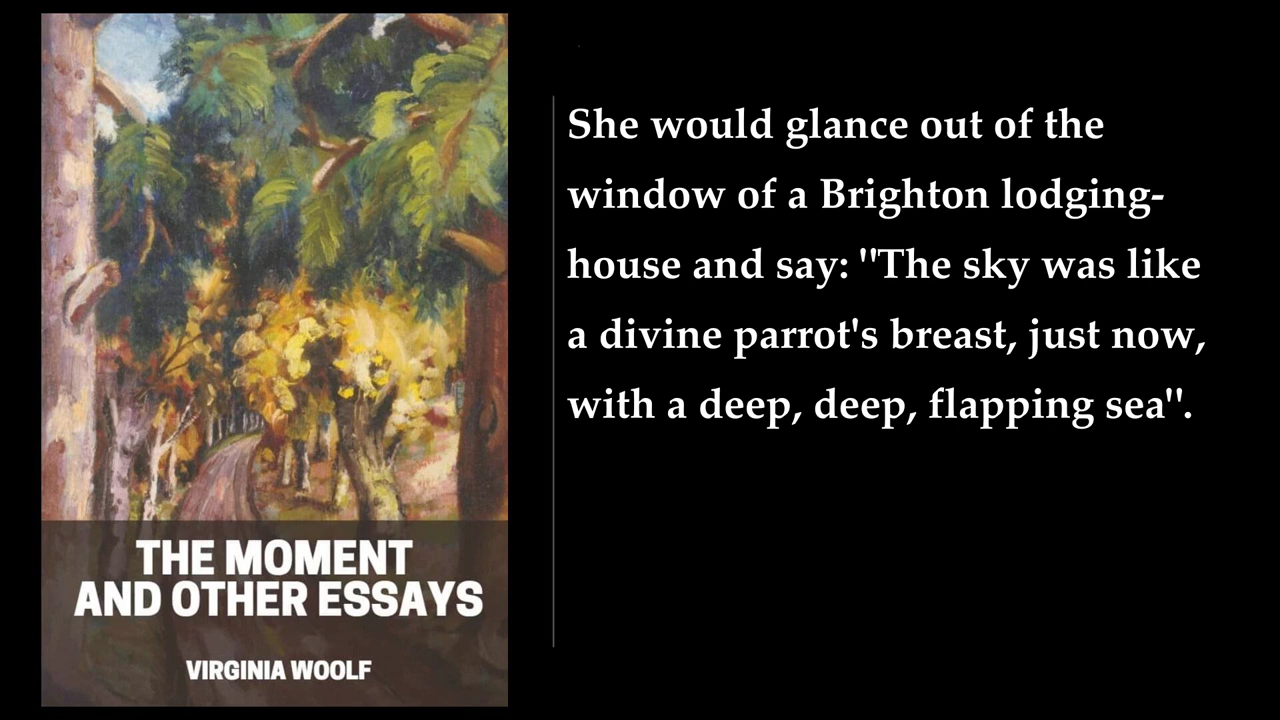 THE MOMENT
AND OTHER ESSAYS
VIRGINIA WOOLF
She would glance out of the
window of a Brighton lodging-
house and say: "The sky was like
a divine parrot's breast, just now,
with a deep, deep, flapping sea".